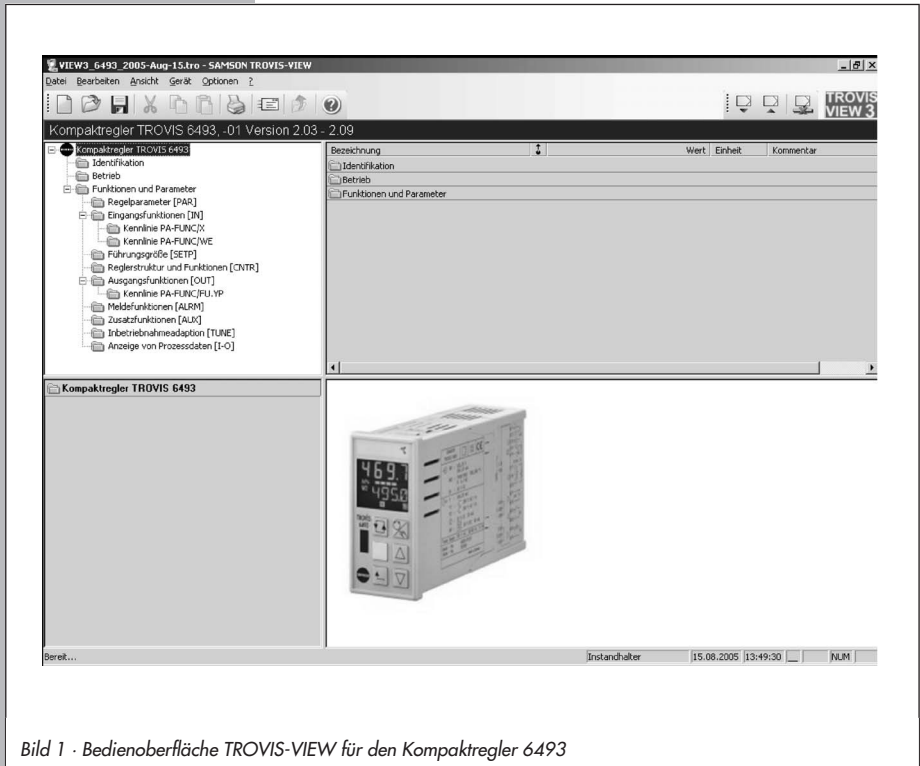 VIEW3_6493_2005-Aug-15.tro - SAMSON TROVIS-VIEW
Datei Bearbeiten Ansicht Gerät Optionen ?
TROVIS VIEW 3
Kompaktregler TROVIS 6493, -01 Version 2.03 - 2.09
Kompaktregler TROVIS 6493
Identifikation
Betrieb
Funktionen und Parameter
Regelparameter [PAR]
Eingangsfunktionen [IN]
Kennlinie PA-FUNC/X
Kennlinie PA-FUNC/WE
Führungsgröße [SETP]
Reglerstruktur und Funktionen [CNTR]
Ausgangsfunktionen [OUT]
Kennlinie PA-FUNC/FU.YP
Meldefunktionen [ALRM]
Zusatzfunktionen [AUX]
Inbetriebnahmeadaption [TUNE]
Anzeige von Prozessdaten [I-O]
Bezeichnung Wert Einheit Kommentar
Identifikation
Betrieb
Funktionen und Parameter
Kompaktregler TROVIS 6493
°C
469.7
495.0
TROVIS
6493
Bereit... Instandhalter 15.08.2005 13:49:30 NUM
Bild 1 · Bedienoberfläche TROVIS-VIEW für den Kompaktregler 6493